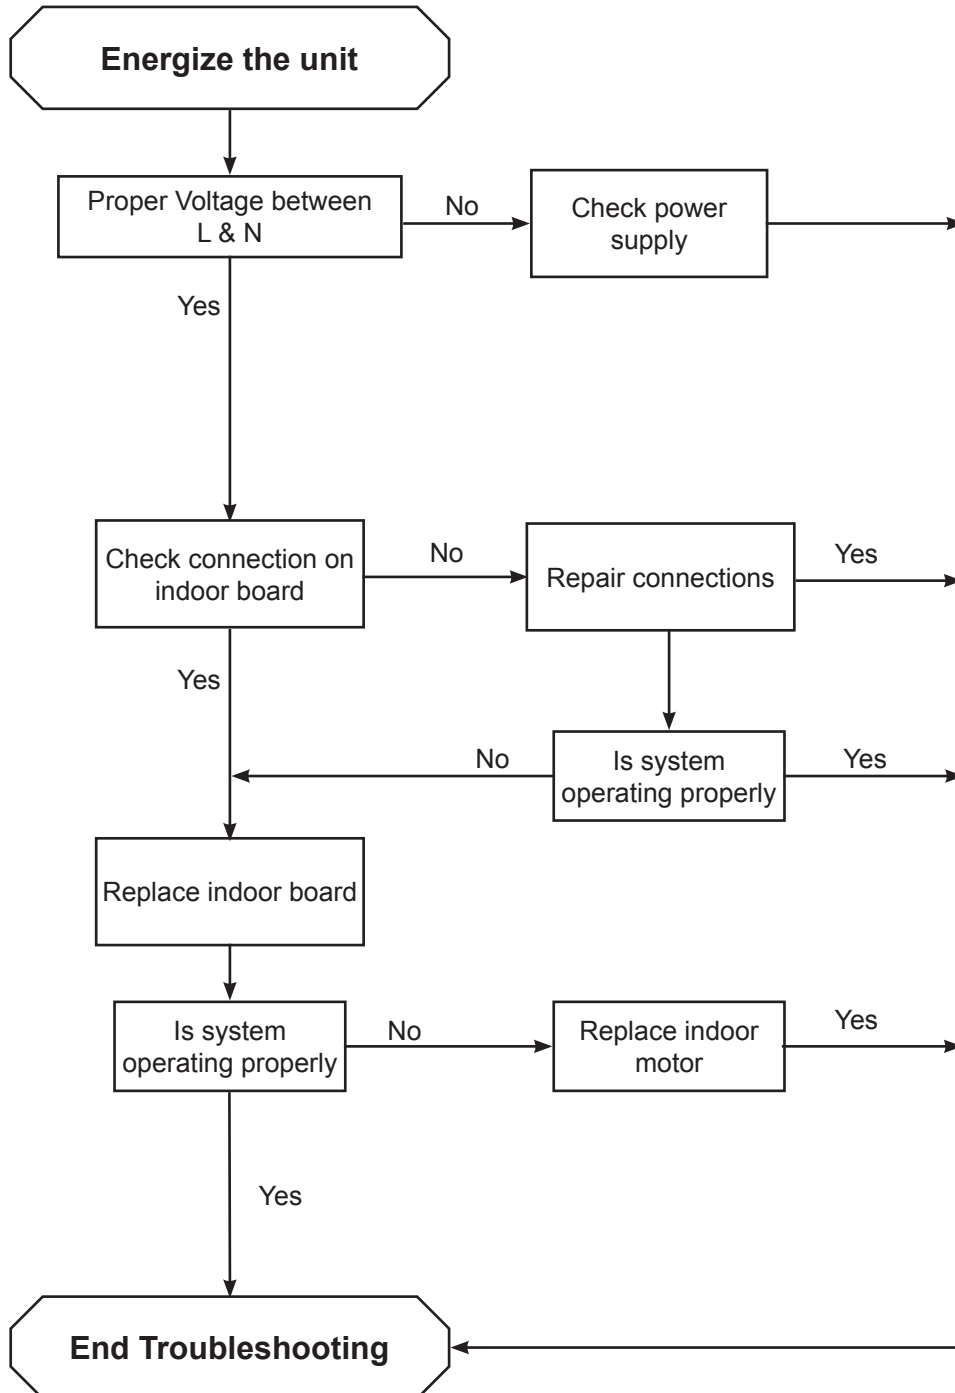 Energize the unit
Proper Voltage between
L & N
No
Check power
supply
Yes
Check connection on
indoor board
No
Repair connections
Yes
Yes
Is system
operating properly
No
Yes
Replace indoor board
Is system
operating properly
No
Replace indoor
motor
Yes
Yes
End Troubleshooting